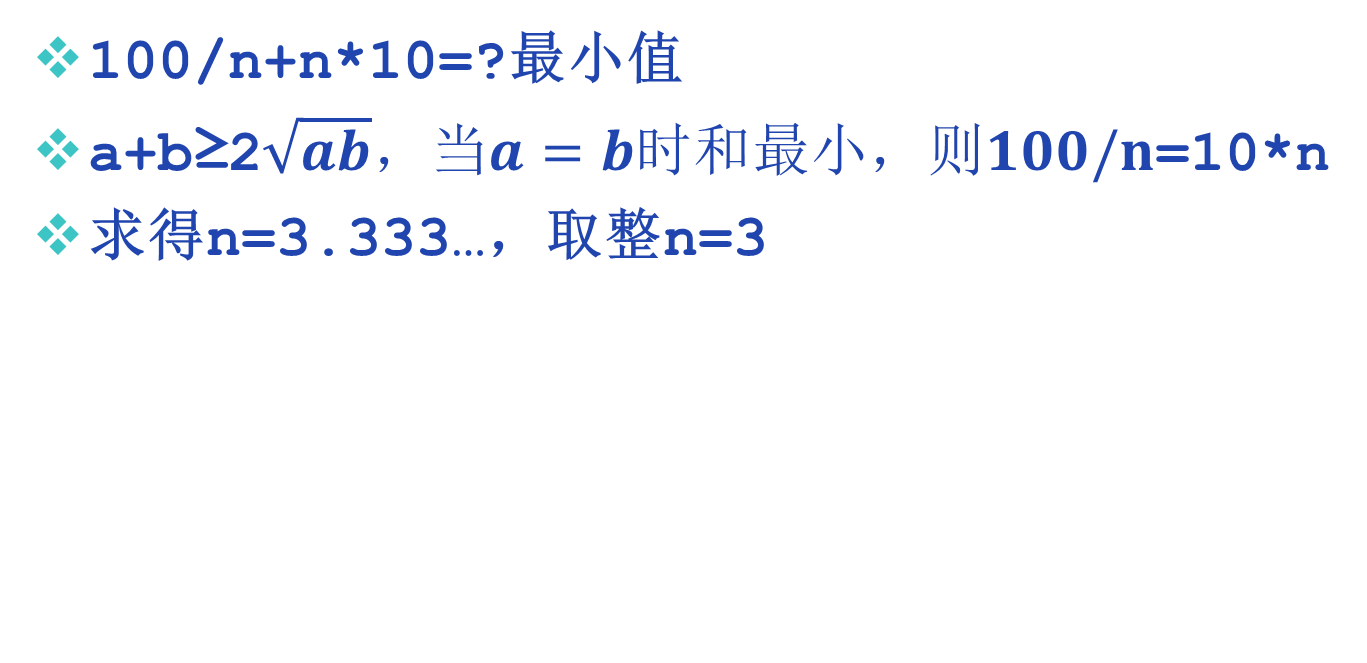 ❖100/n+n*10=?最小值
❖a+b≥2√ab，当a = b时和最小，则100/n=10*n
❖求得n=3.333…，取整n=3